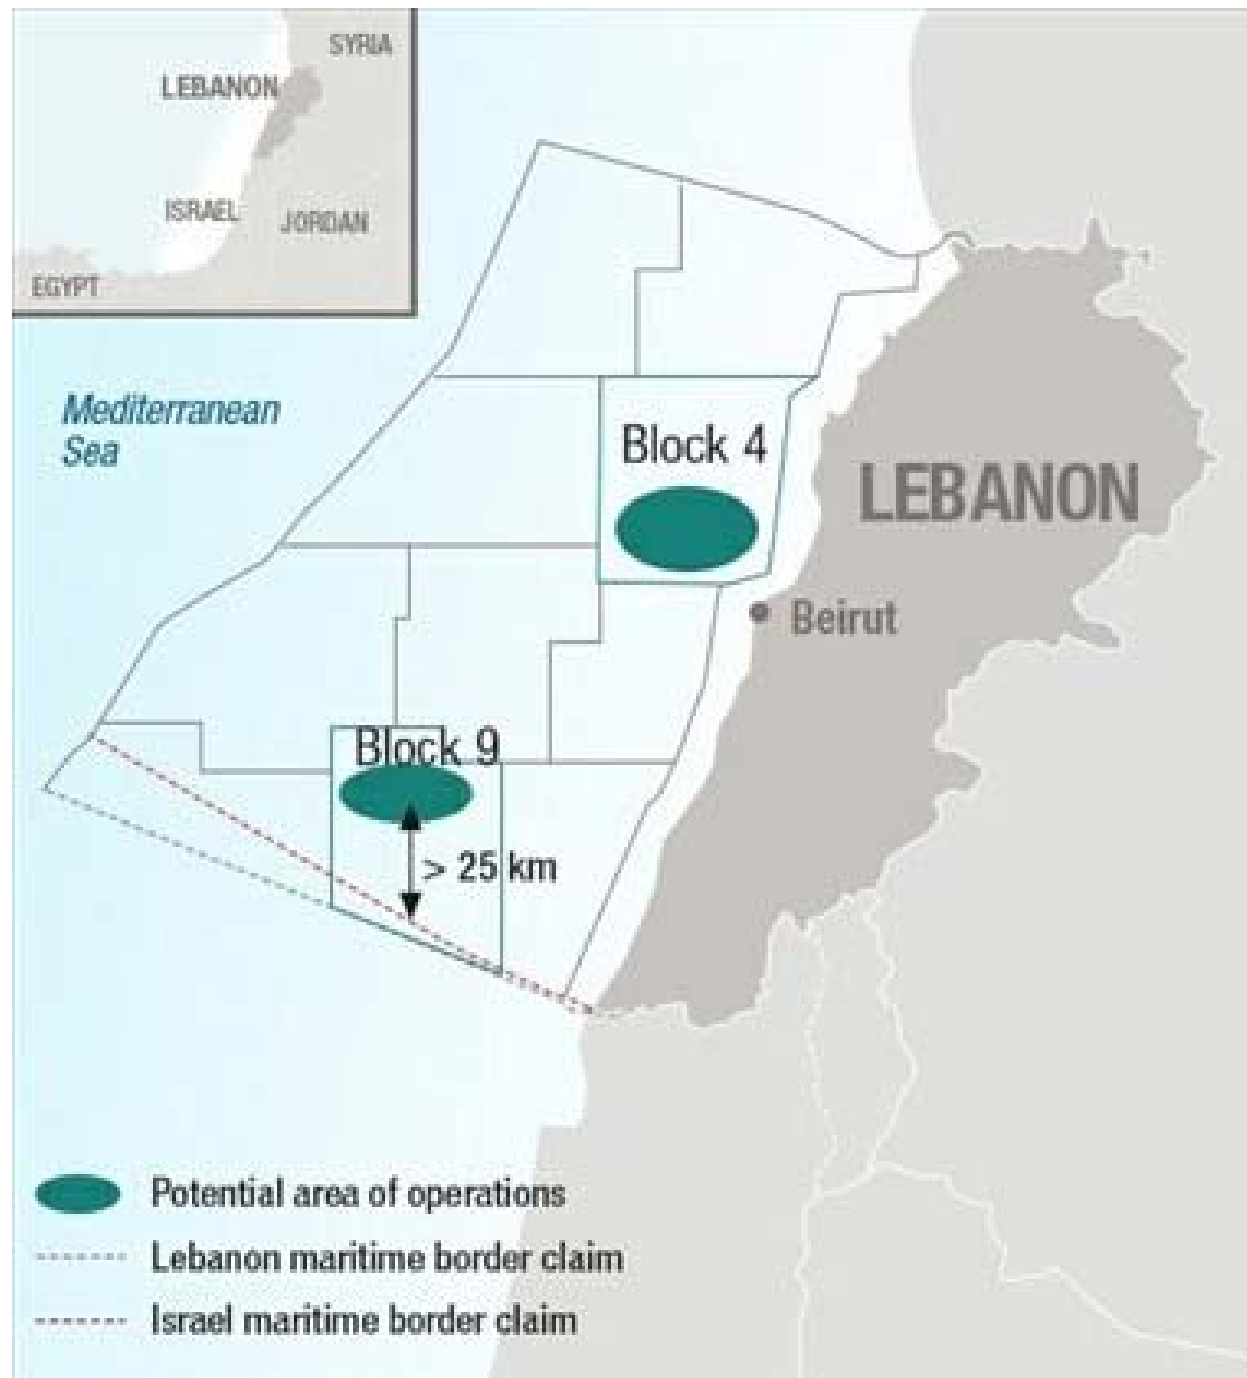 SYRIA
LEBANON
ISRAEL
JORDAN
EGYPT
Mediterranean
Sea
Block 4
LEBANON
Beirut
Block 9
> 25 km
Potential area of operations
Lebanon maritime border claim
Israel maritime border claim